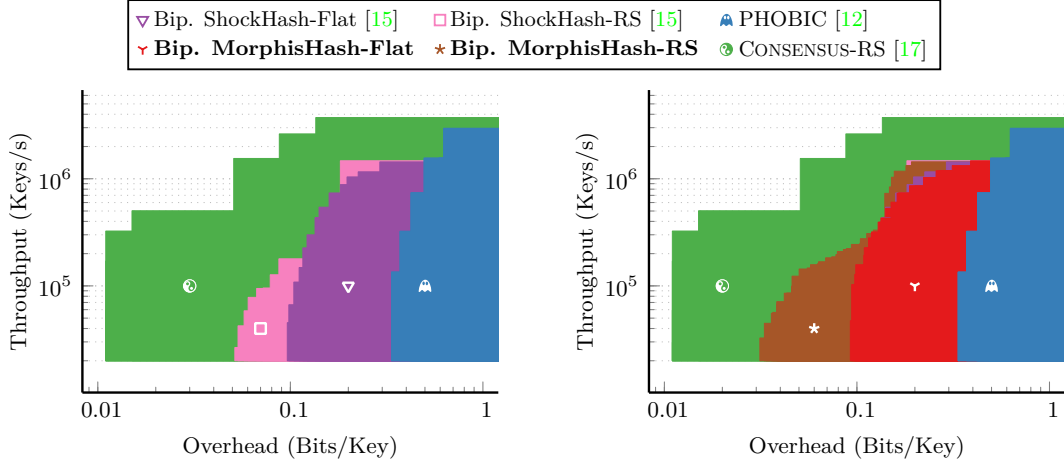 Bip. ShockHash-Flat [15] Bip. ShockHash-RS [15] PHOBIC [12]
Bip. MorphisHash-Flat Bip. MorphisHash-RS CONSENSUS-RS [17]
Throughput (Keys/s)
10^6
10^5
0.01 0.1 1
Overhead (Bits/Key)
Throughput (Keys/s)
10^6
10^5
0.01 0.1 1
Overhead (Bits/Key)